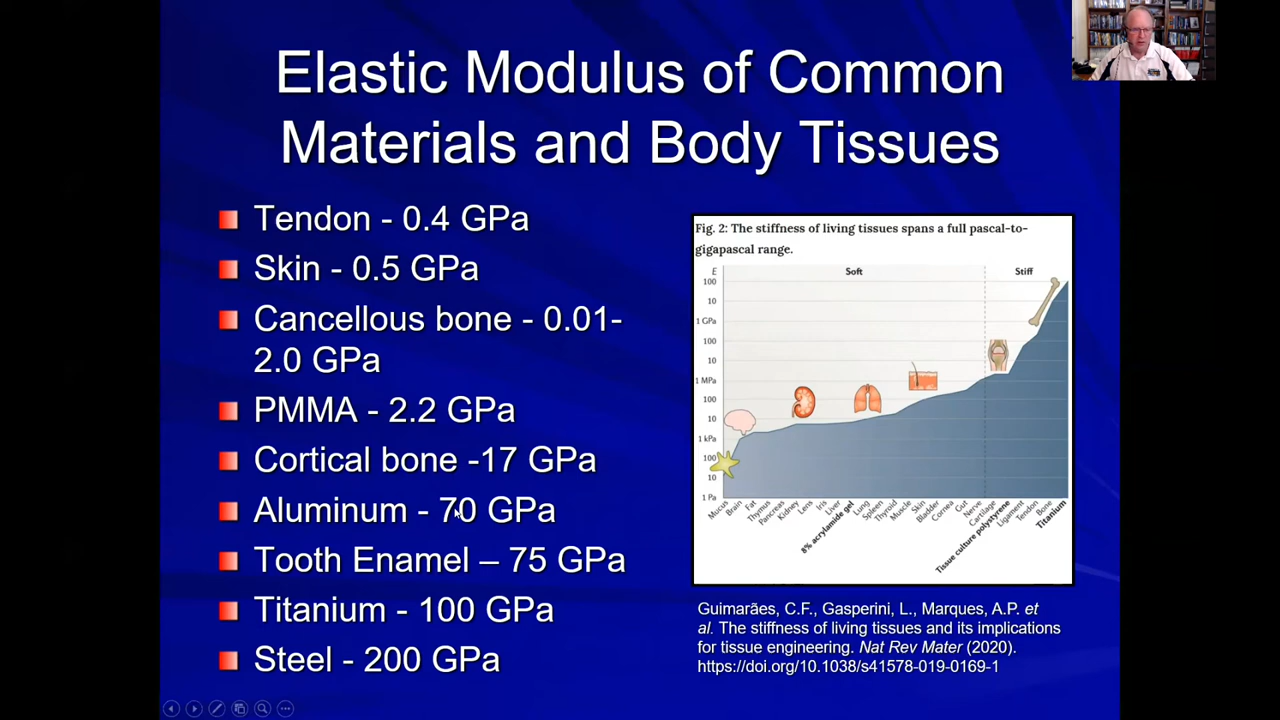 Elastic Modulus of Common
Materials and Body Tissues
Tendon - 0.4 GPa
Skin - 0.5 GPa
Cancellous bone - 0.01-
2.0 GPa
PMMA - 2.2 GPa
Cortical bone -17 GPa
Aluminum - 70 GPa
Tooth Enamel – 75 GPa
Titanium - 100 GPa
Steel - 200 GPa
Fig. 2: The stiffness of living tissues spans a full pascal-to-
gigapascal range.
E
Soft
Stiff
100
10
1 GPa
100
10
1 MPa
100
10
1 kPa
100
10
1 Pa
Mucus
Brain
Fat
Thymus
Pancreas
Kidney
Lens
Iris
Liver
8% acrylamide gel
Lung
Spleen
Thyroid
Muscle
Skin
Bladder
Cornea
Gut
Nerve
Cartilage
Tissue culture polystyrene
Ligament
Tendon
Bone
Titanium
Guimarães, C.F., Gasperini, L., Marques, A.P. et
al. The stiffness of living tissues and its implications
for tissue engineering. Nat Rev Mater (2020).
https://doi.org/10.1038/s41578-019-0169-1